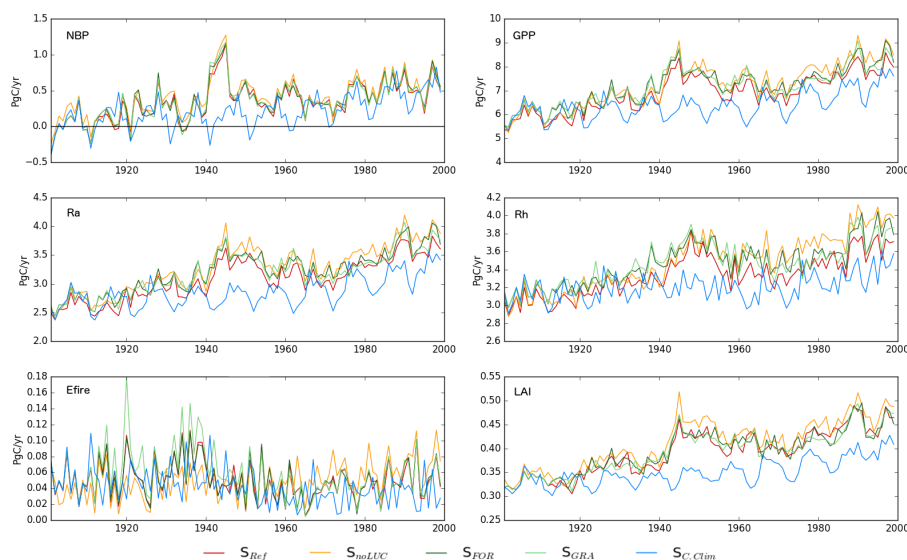 NBP
PgC/yr
1.5
1.0
0.5
0.0
−0.5
1920 1940 1960 1980 2000
GPP
PgC/yr
10
9
8
7
6
5
4
1920 1940 1960 1980 2000
Ra
PgC/yr
4.5
4.0
3.5
3.0
2.5
2.0
1920 1940 1960 1980 2000
Rh
PgC/yr
4.2
4.0
3.8
3.6
3.4
3.2
3.0
2.8
2.6
1920 1940 1960 1980 2000
Efire
PgC/yr
0.18
0.16
0.14
0.12
0.10
0.08
0.06
0.04
0.02
0.00
1920 1940 1960 1980 2000
LAI
PgC/yr
0.55
0.50
0.45
0.40
0.35
0.30
0.25
1920 1940 1960 1980 2000
S_Ref S_noLUC S_FOR S_GRA S_C.Clim